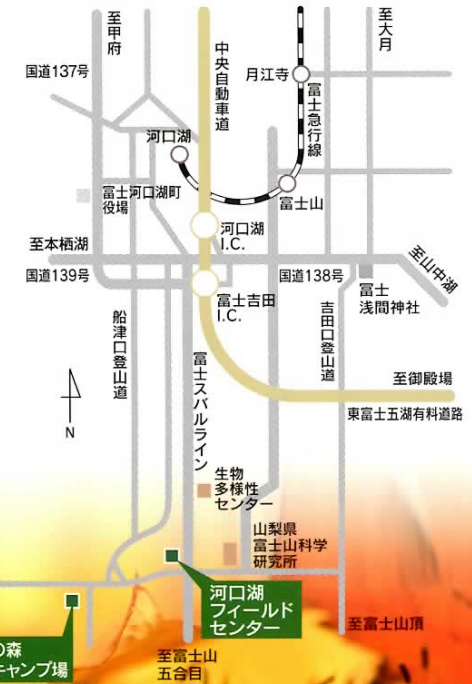 至甲府
至大月
中央自動車道
国道137号
月江寺
富士急行線
河口湖
富士河口湖町
役場
富士山
河口湖
I.C.
至本栖湖
至山中湖
国道139号
国道138号
富士吉田
I.C.
富士
浅間神社
船津口登山道
吉田口登山道
富士スバルライン
至御殿場
東富士五湖有料道路
N
生物
多様性
センター
山梨県
富士山科学
研究所
河口湖
フィールド
センター
の森
キャンプ場
至富士山頂
至富士山
五合目